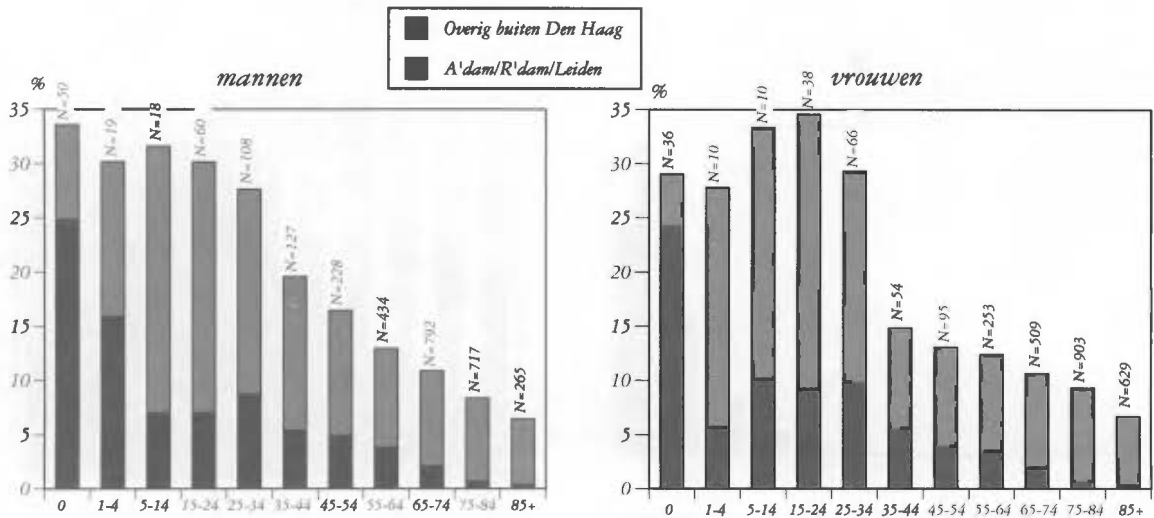 Overig buiten Den Haag
A'dam/R'dam/Leiden
mannen
%
35
30
25
20
15
10
5
0
N=50
N=19
N=18
N=60
N=108
N=127
N=228
N=434
N=792
N=717
N=265
0 1-4 5-14 15-24 25-34 35-44 45-54 55-64 65-74 75-84 85+
vrouwen
%
35
30
25
20
15
10
5
0
N=36
N=10
N=10
N=38
N=66
N=54
N=95
N=253
N=509
N=903
N=629
0 1-4 5-14 15-24 25-34 35-44 45-54 55-64 65-74 75-84 85+